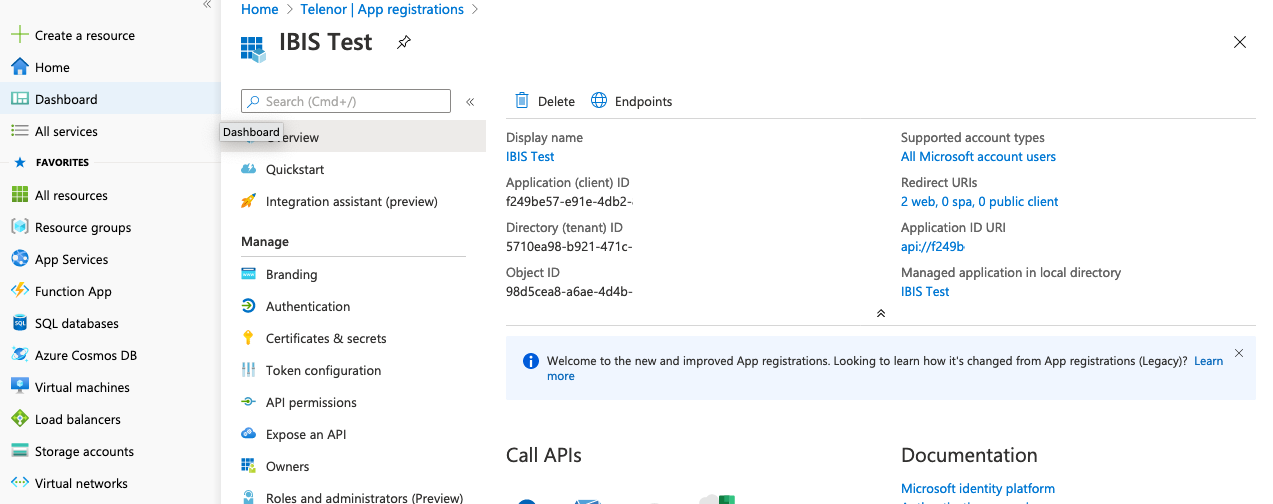 «
Create a resource
Home
Dashboard
All services
FAVORITES
All resources
Resource groups
App Services
Function App
SQL databases
Azure Cosmos DB
Virtual machines
Load balancers
Storage accounts
Virtual networks
Home > Telenor | App registrations >
IBIS Test
Search (Cmd+/)
«
Dashboard
Overview
Quickstart
Integration assistant (preview)
Manage
Branding
Authentication
Certificates & secrets
Token configuration
API permissions
Expose an API
Owners
Roles and administrators (Preview)
Delete
Endpoints
Display name
IBIS Test
Application (client) ID
f249be57-e91e-4db2-
Directory (tenant) ID
5710ea98-b921-471c-
Object ID
98d5cea8-a6ae-4d4b-
Supported account types
All Microsoft account users
Redirect URIs
2 web, 0 spa, 0 public client
Application ID URI
api://f249b
Managed application in local directory
IBIS Test
Welcome to the new and improved App registrations. Looking to learn how it's changed from App registrations (Legacy)? Learn
more
Call APIs
Documentation
Microsoft identity platform